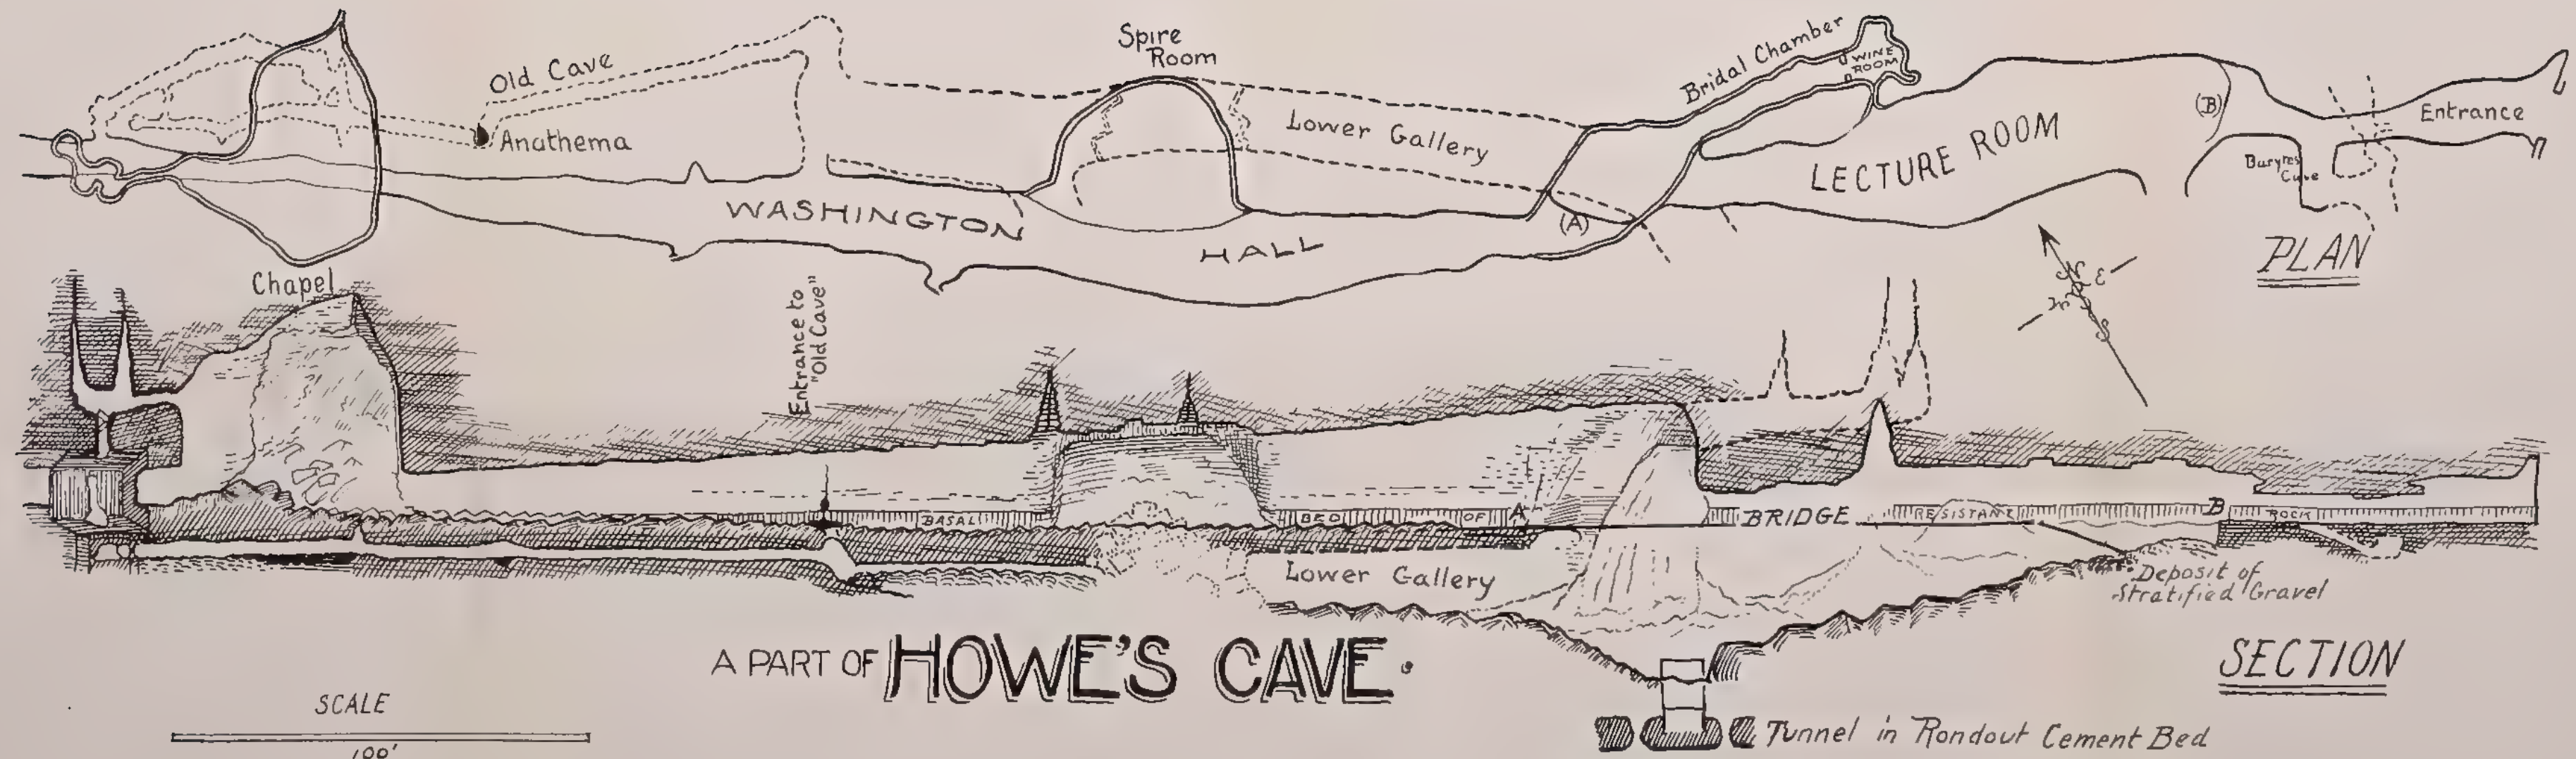 Spire
Room
Old Cave
Anathema
Bridal Chamber
WINE
ROOM
(B)
Entrance
Lower Gallery
LECTURE ROOM
WASHINGTON
HALL
(A)
PLAN
N
E
W
S
Chapel
Entrance to
"Old Cave"
BASAL
BED OF A
BRIDGE
RESISTANT
B
ROCK
Lower Gallery
Deposit of
Stratified Gravel
A PART OF HOWE'S CAVE.
SECTION
SCALE
100'
Tunnel in Rondout Cement Bed